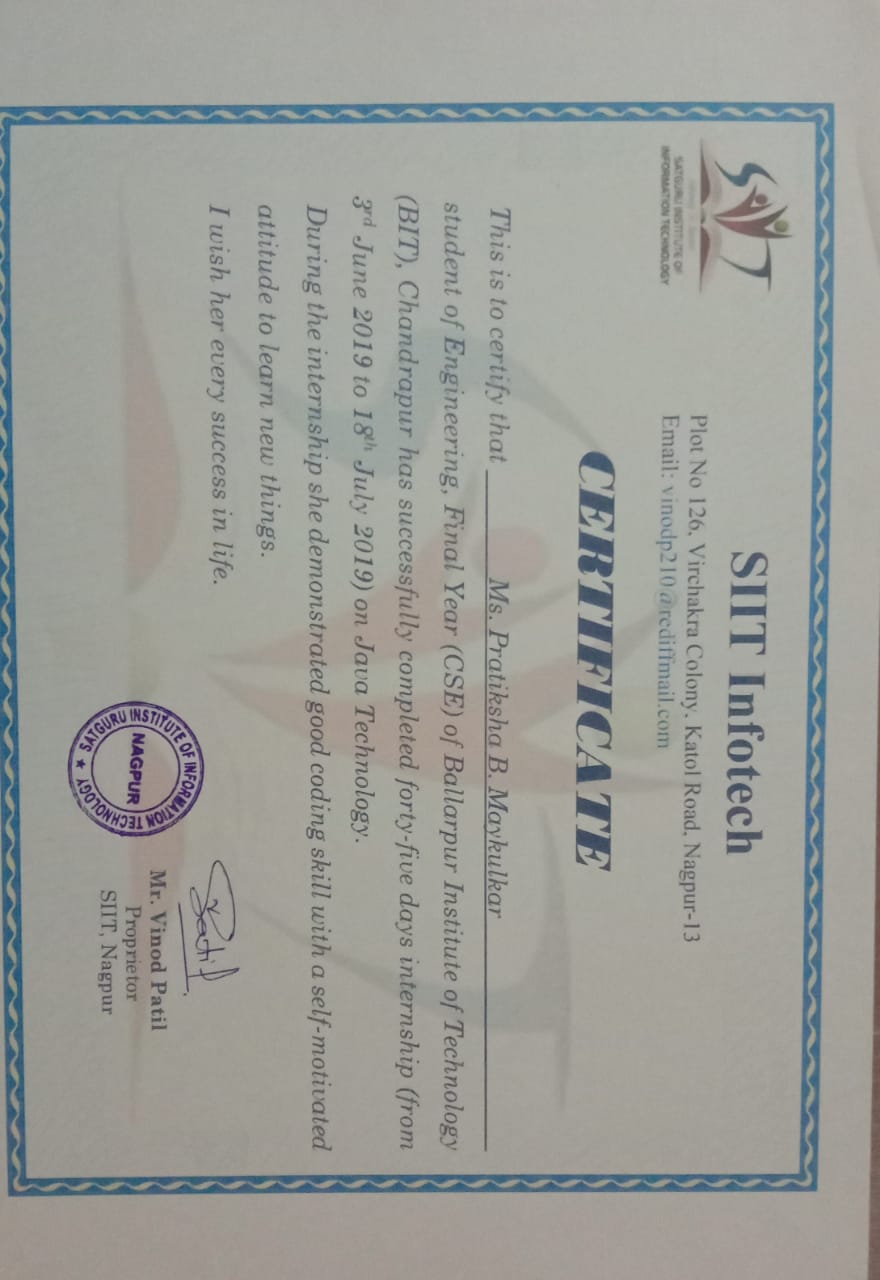 SIIT Infotech
Plot No 126, Virchakra Colony, Katol Road, Nagpur-13
Email: vinodp210@rediffmail.com
SATGURU INSTITUTE OF
INFORMATION TECHNOLOGY
CERTIFICATE
This is to certify that Ms. Pratiksha B. Maykulkar
student of Engineering, Final Year (CSE) of Ballarpur Institute of Technology
(BIT), Chandrapur has successfully completed forty-five days internship (from
3rd June 2019 to 18th July 2019) on Java Technology.
During the internship she demonstrated good coding skill with a self-motivated
attitude to learn new things.
I wish her every success in life.
Patil
Mr. Vinod Patil
Proprietor
SIIT, Nagpur
SATGURU INSTITUTE OF INFORMATION TECHNOLOGY ★
NAGPUR